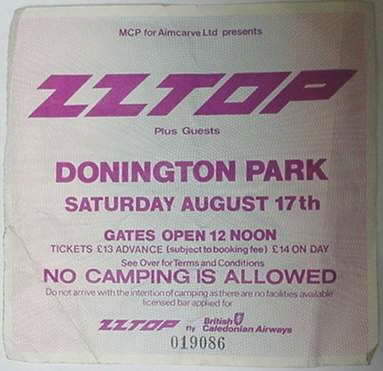 MCP for Aimcarve Ltd presents
ZZTOP
Plus Guests
DONINGTON PARK
SATURDAY AUGUST 17th
GATES OPEN 12 NOON
TICKETS £13 ADVANCE (subject to booking fee) £14 ON DAY
See Over for Terms and Conditions
NO CAMPING IS ALLOWED
Do not arrive with the intention of camping as there are no facilities available
licensed bar applied for
ZZTOP fly British Caledonian Airways
019086